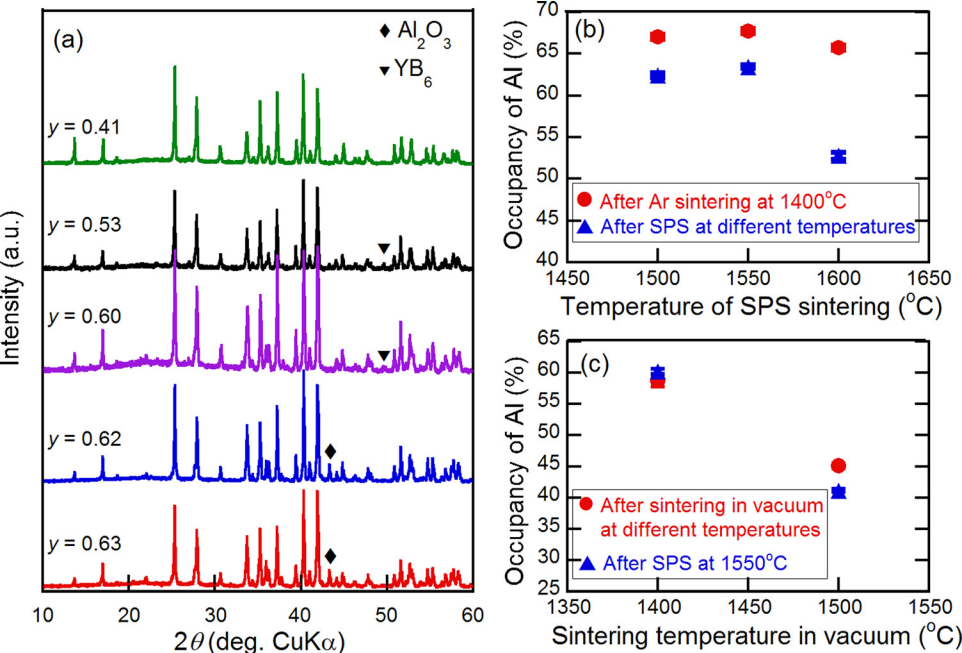 (a)
◆ Al2O3
▼ YB6
y = 0.41
y = 0.53
y = 0.60
y = 0.62
y = 0.63
Intensity (a.u.)
10 20 30 40 50 60
2θ (deg. CuKα)
(b)
70
65
60
55
50
45
40
Occupancy of Al (%)
After Ar sintering at 1400°C
After SPS at different temperatures
1450 1500 1550 1600 1650
Temperature of SPS sintering (°C)
(c)
65
60
55
50
45
40
35
30
25
Occupancy of Al (%)
After sintering in vacuum
at different temperatures
After SPS at 1550°C
1350 1400 1450 1500 1550
Sintering temperature in vacuum (°C)